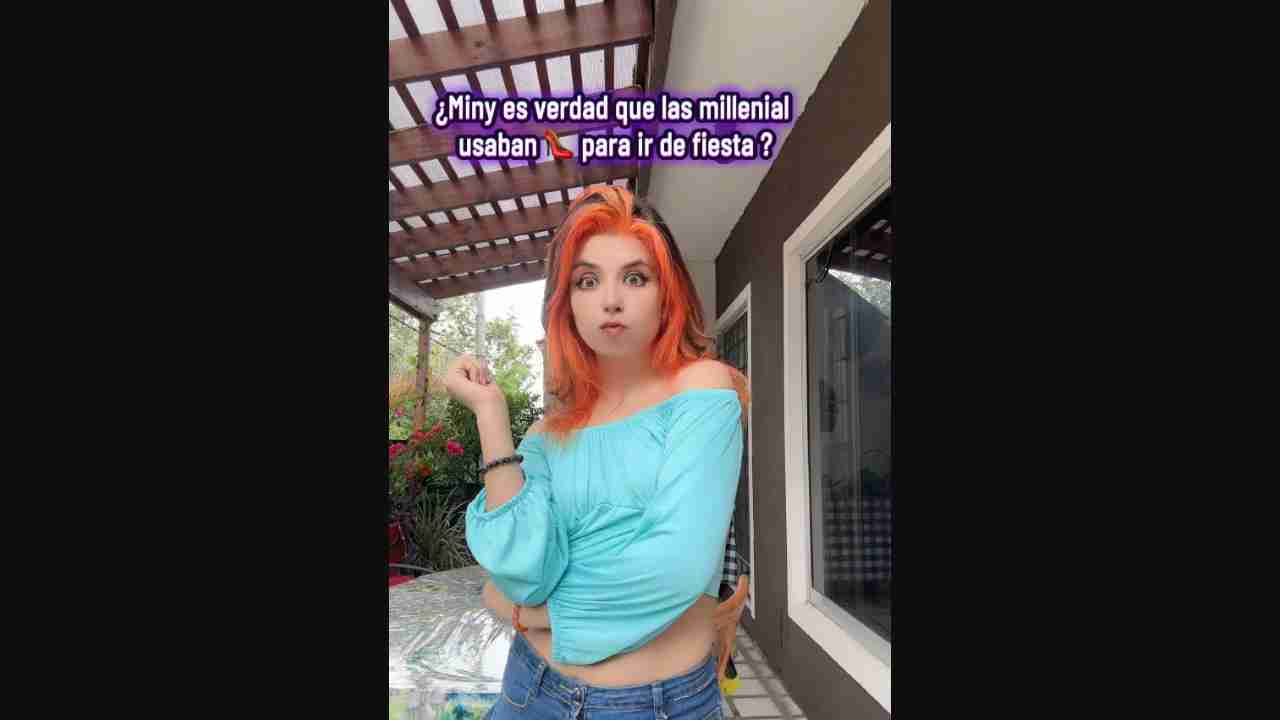 ¿Miny es verdad que las millenial
usaban 👠 para ir de fiesta ?